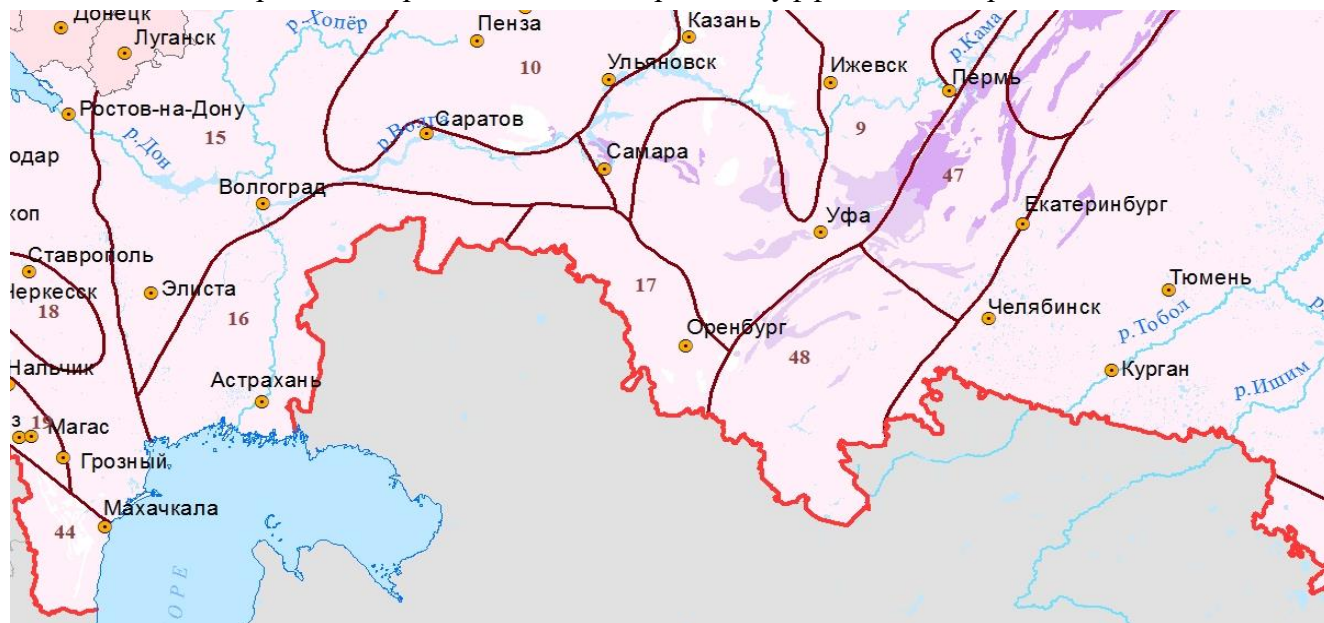 Донецк
р.Хопёр
Пенза
Казань
Луганск
10
Ульяновск
Ижевск
р.Кама
Пермь
Ростов-на-Дону
р.Дон
15
р.Волга
Саратов
9
одар
Самара
47
Волгоград
Екатеринбург
коп
Уфа
Ставрополь
Черкесск
Элиста
17
Тюмень
18
16
Оренбург
Челябинск
р.Тобол
48
Нальчик
Астрахань
Курган
р.Ишим
з
19
Магас
Грозный
Махачкала
44
ОРЕ